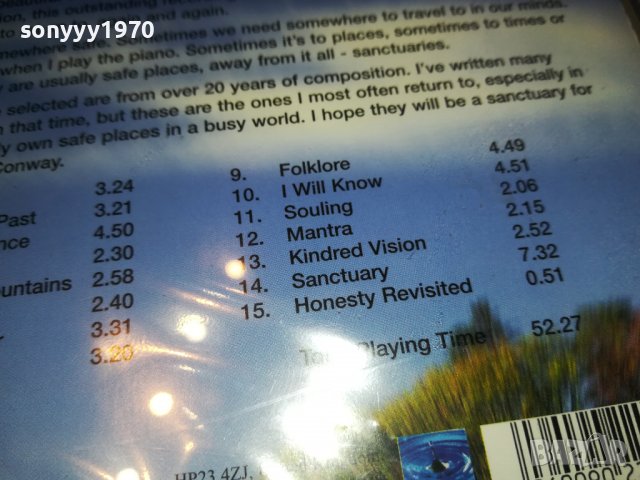 sonyyy1970
and again.
Sometimes we need somewhere to travel to in our minds.
when I play the piano. Sometimes it's to places, sometimes to times or
are usually safe places, away from it all - sanctuaries.
selected are from over 20 years of composition. I've written many
that time, but these are the ones I most often return to, especially in
own safe places in a busy world. I hope they will be a sanctuary for
Conway.
3.24
Past 3.21
4.50
2.30
2.58
2.40
3.31
3.20
9. Folklore 4.49
10. I Will Know 4.51
11. Souling 2.06
12. Mantra 2.15
13. Kindred Vision 2.52
14. Sanctuary 7.32
15. Honesty Revisited 0.51
Playing Time 52.27
HP23 4ZJ,
BAZAR